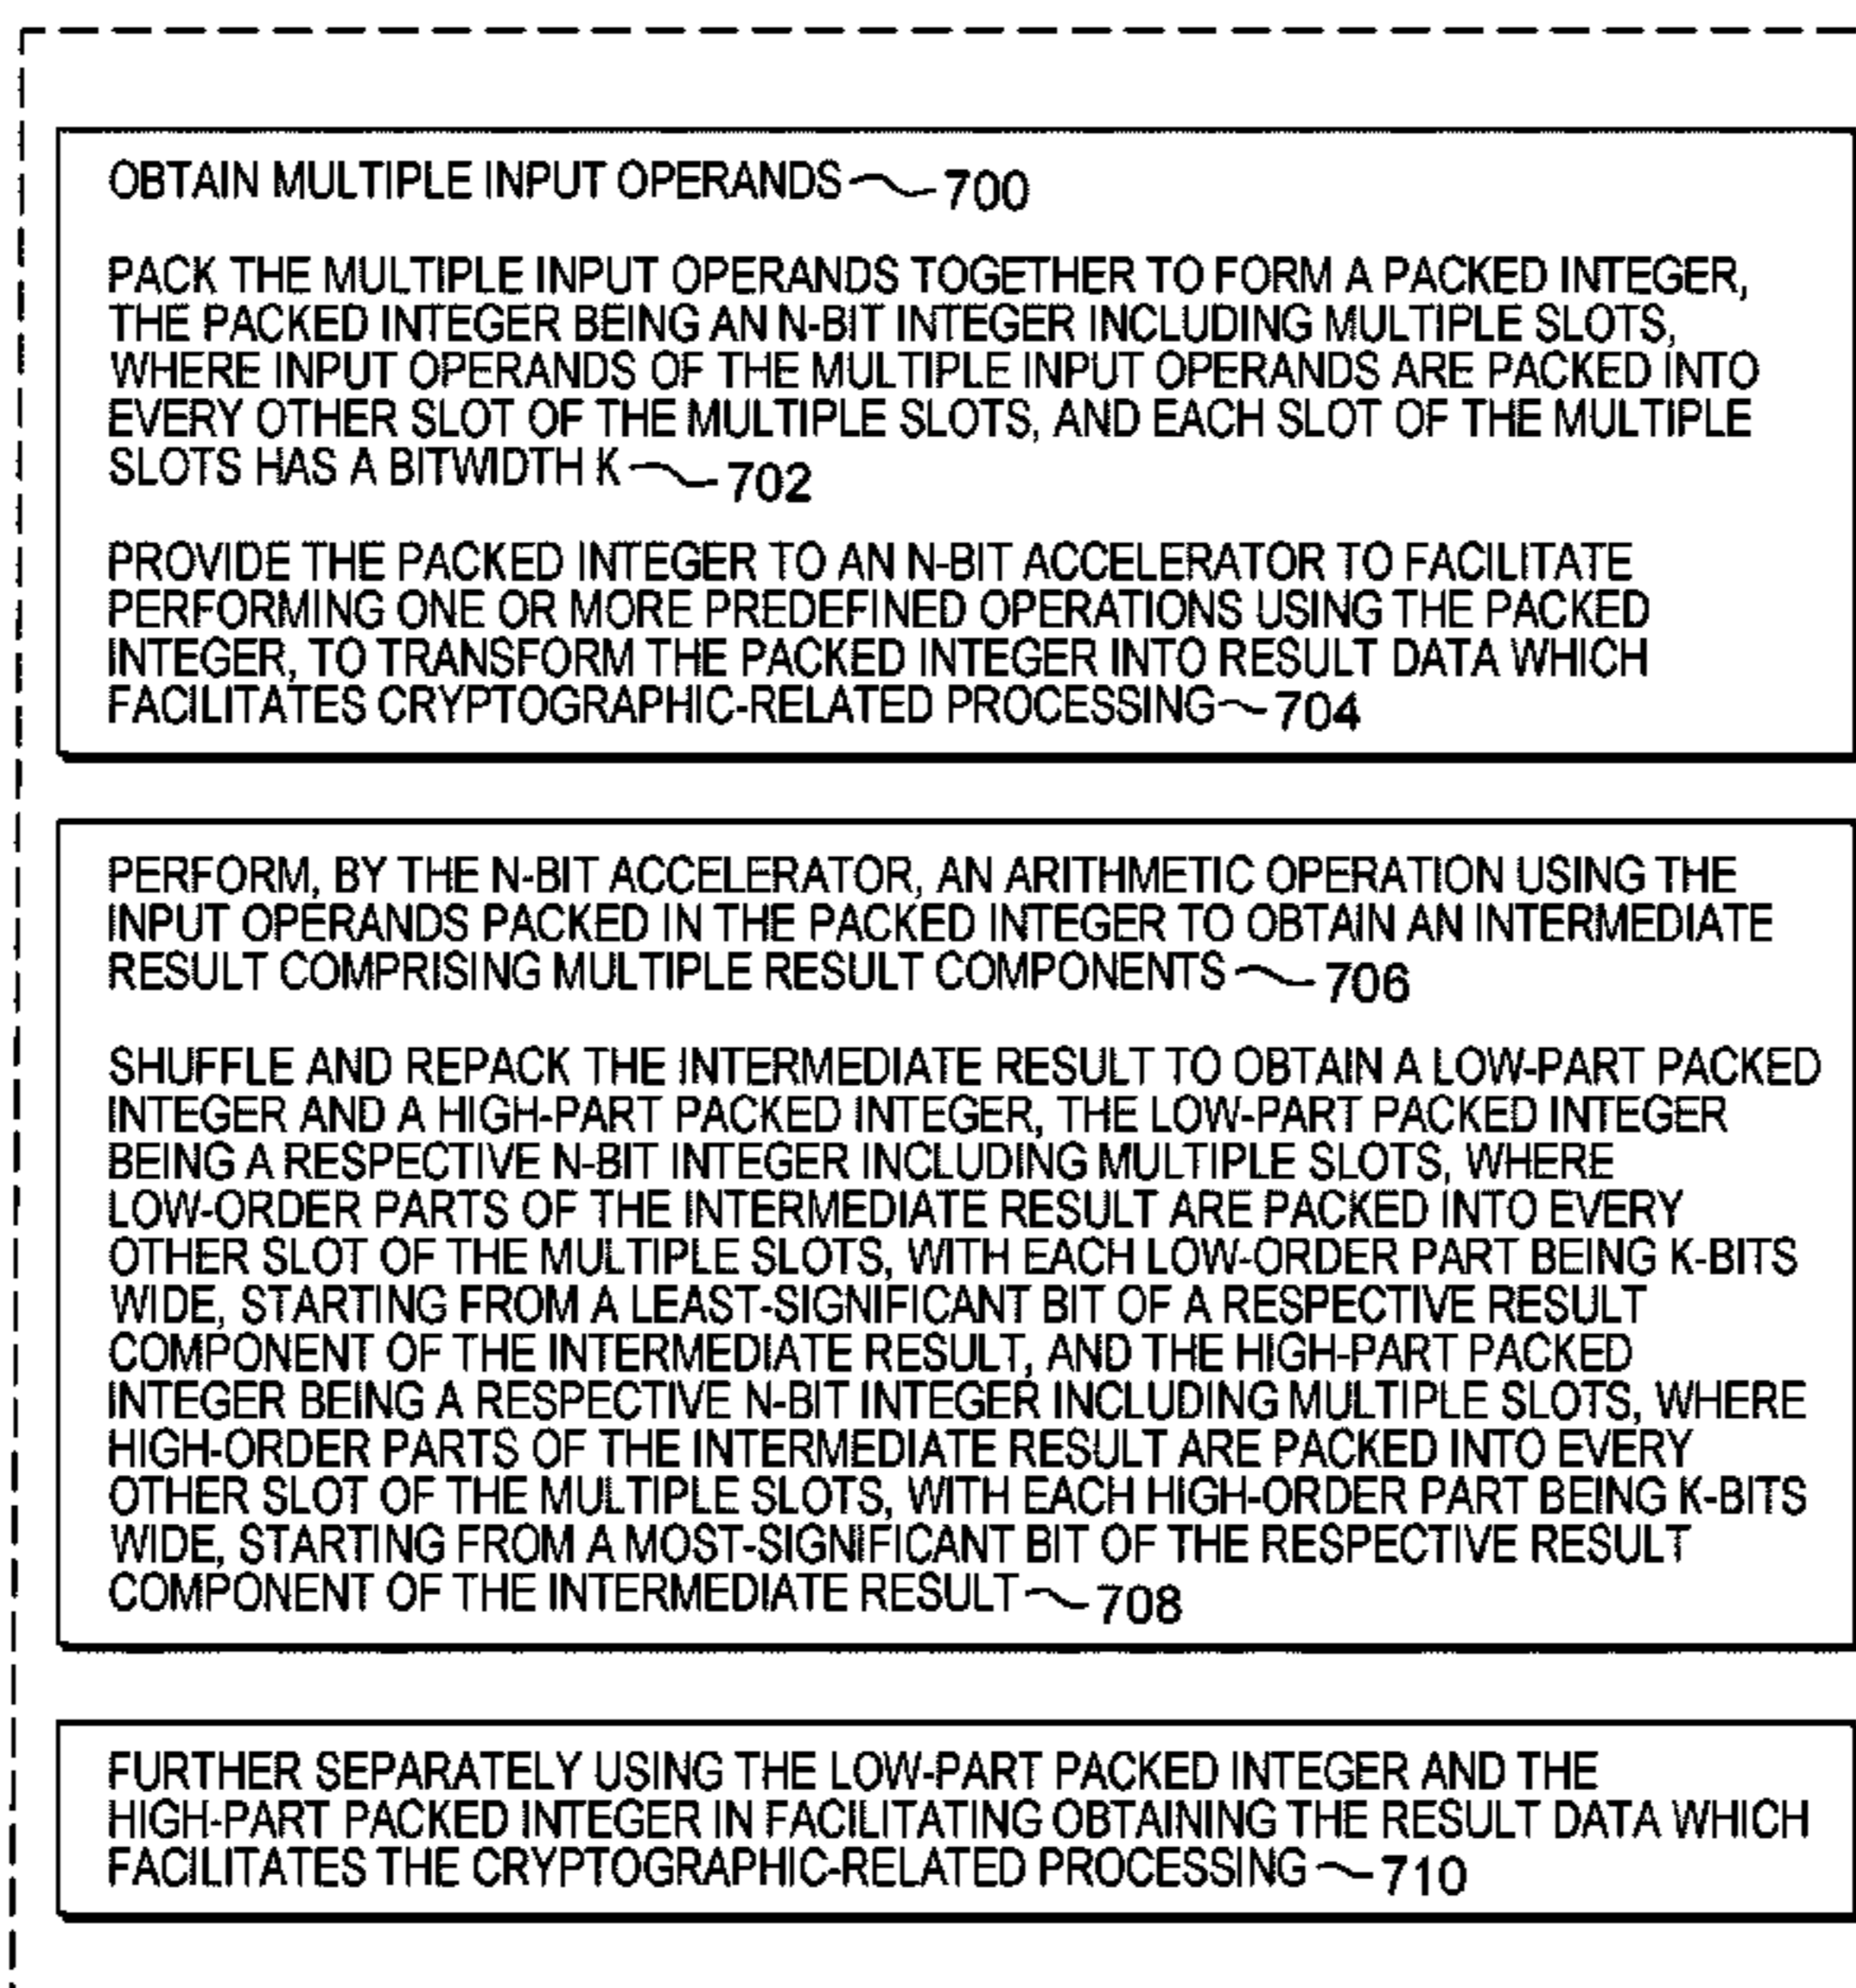 OBTAIN MULTIPLE INPUT OPERANDS 700
PACK THE MULTIPLE INPUT OPERANDS TOGETHER TO FORM A PACKED INTEGER,
THE PACKED INTEGER BEING AN N-BIT INTEGER INCLUDING MULTIPLE SLOTS,
WHERE INPUT OPERANDS OF THE MULTIPLE INPUT OPERANDS ARE PACKED INTO
EVERY OTHER SLOT OF THE MULTIPLE SLOTS, AND EACH SLOT OF THE MULTIPLE
SLOTS HAS A BITWIDTH K 702
PROVIDE THE PACKED INTEGER TO AN N-BIT ACCELERATOR TO FACILITATE
PERFORMING ONE OR MORE PREDEFINED OPERATIONS USING THE PACKED
INTEGER, TO TRANSFORM THE PACKED INTEGER INTO RESULT DATA WHICH
FACILITATES CRYPTOGRAPHIC-RELATED PROCESSING 704
PERFORM, BY THE N-BIT ACCELERATOR, AN ARITHMETIC OPERATION USING THE
INPUT OPERANDS PACKED IN THE PACKED INTEGER TO OBTAIN AN INTERMEDIATE
RESULT COMPRISING MULTIPLE RESULT COMPONENTS 706
SHUFFLE AND REPACK THE INTERMEDIATE RESULT TO OBTAIN A LOW-PART PACKED
INTEGER AND A HIGH-PART PACKED INTEGER, THE LOW-PART PACKED INTEGER
BEING A RESPECTIVE N-BIT INTEGER INCLUDING MULTIPLE SLOTS, WHERE
LOW-ORDER PARTS OF THE INTERMEDIATE RESULT ARE PACKED INTO EVERY
OTHER SLOT OF THE MULTIPLE SLOTS, WITH EACH LOW-ORDER PART BEING K-BITS
WIDE, STARTING FROM A LEAST-SIGNIFICANT BIT OF A RESPECTIVE RESULT
COMPONENT OF THE INTERMEDIATE RESULT, AND THE HIGH-PART PACKED
INTEGER BEING A RESPECTIVE N-BIT INTEGER INCLUDING MULTIPLE SLOTS, WHERE
HIGH-ORDER PARTS OF THE INTERMEDIATE RESULT ARE PACKED INTO EVERY
OTHER SLOT OF THE MULTIPLE SLOTS, WITH EACH HIGH-ORDER PART BEING K-BITS
WIDE, STARTING FROM A MOST-SIGNIFICANT BIT OF THE RESPECTIVE RESULT
COMPONENT OF THE INTERMEDIATE RESULT 708
FURTHER SEPARATELY USING THE LOW-PART PACKED INTEGER AND THE
HIGH-PART PACKED INTEGER IN FACILITATING OBTAINING THE RESULT DATA WHICH
FACILITATES THE CRYPTOGRAPHIC-RELATED PROCESSING 710